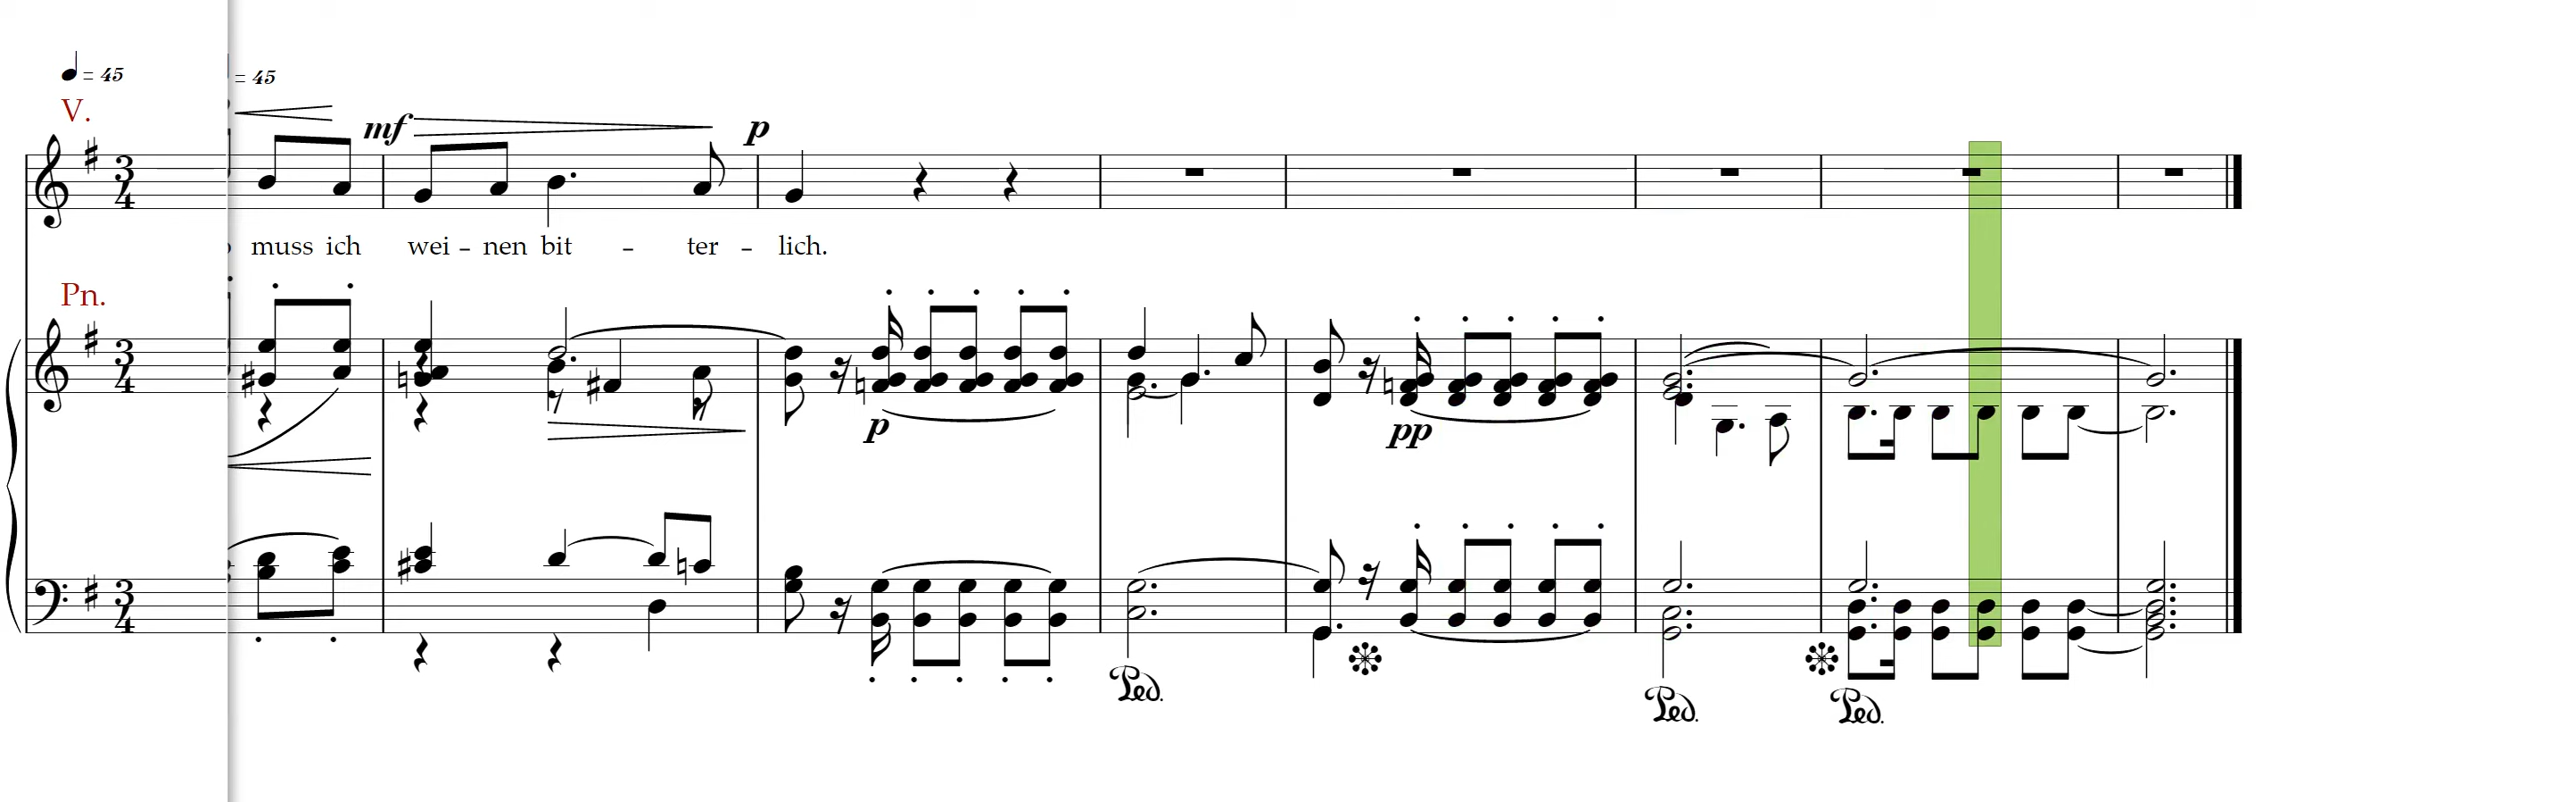 = 45
= 45
V.
mf
p
muss ich wei – nen bit – ter – lich.
Pn.
p
pp
Ped.
Ped.
Ped.